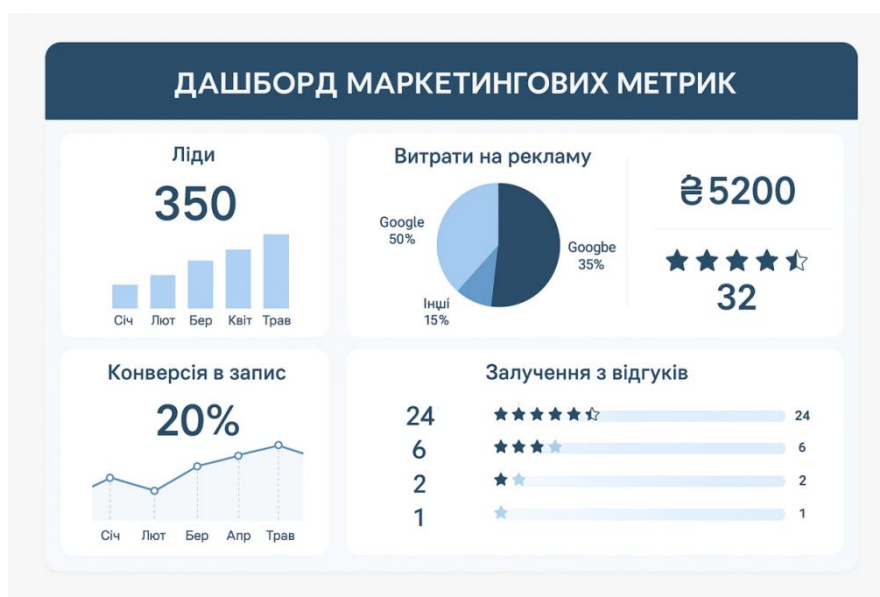 ДАШБОРД МАРКЕТИНГОВИХ МЕТРИК
Ліди
350
Січ Лют Бер Квіт Трав
Витрати на рекламу
Google
50%
Googbe
35%
Інші
15%
₴5200
32
Конверсія в запис
20%
Січ Лют Бер Апр Трав
Залучення з відгуків
24 24
6 6
2 2
1 1